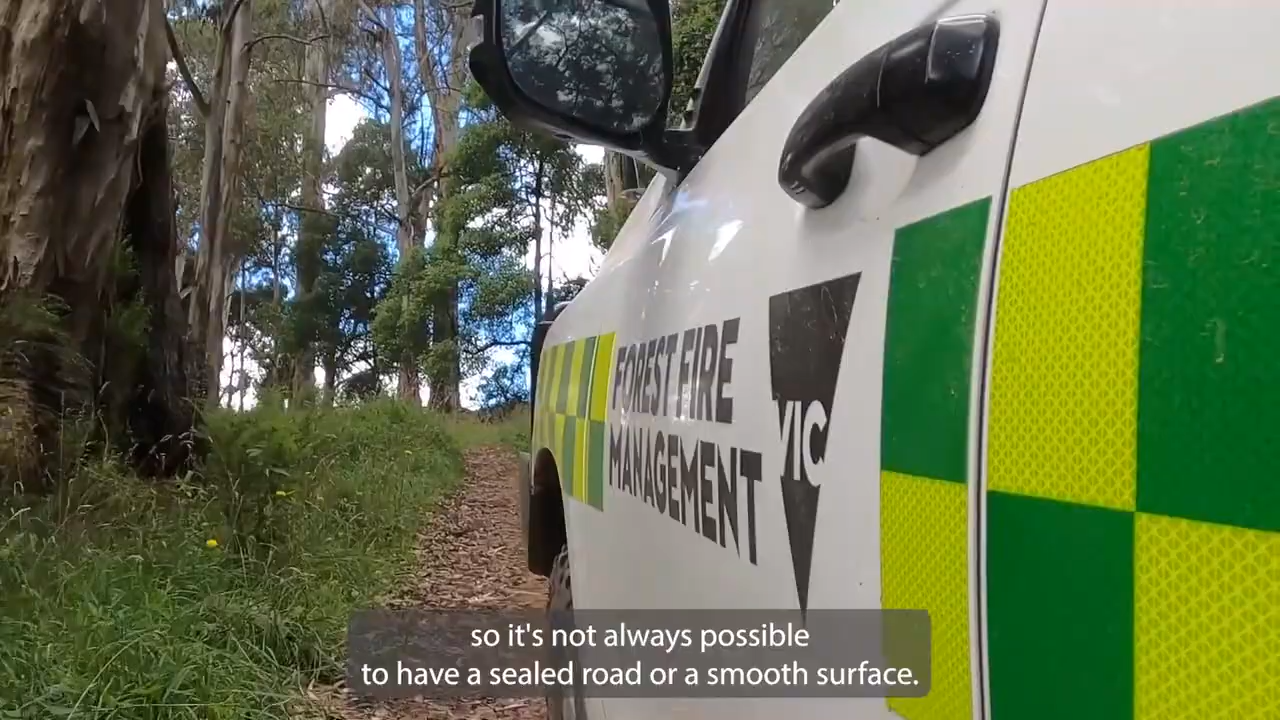 FOREST FIRE
MANAGEMENT
VIC
so it's not always possible
to have a sealed road or a smooth surface.